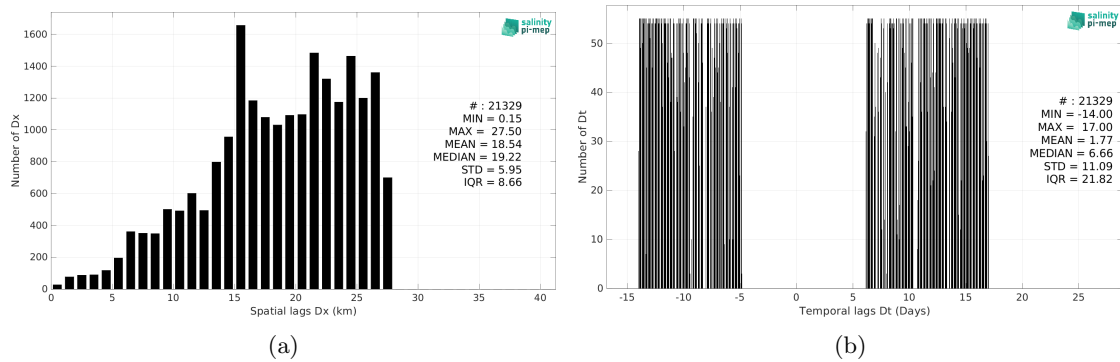 salinity
pi-mep
1600
1400
1200
1000
800
600
400
200
0
Number of Dx
# : 21329
MIN = 0.15
MAX = 27.50
MEAN = 18.54
MEDIAN = 19.22
STD = 5.95
IQR = 8.66
0 5 10 15 20 25 30 35 40
Spatial lags Dx (km)
(a)
salinity
pi-mep
50
40
30
20
10
0
Number of Dt
# : 21329
MIN = -14.00
MAX = 17.00
MEAN = 1.77
MEDIAN = 6.66
STD = 11.09
IQR = 21.82
-15 -10 -5 0 5 10 15 20 25
Temporal lags Dt (Days)
(b)